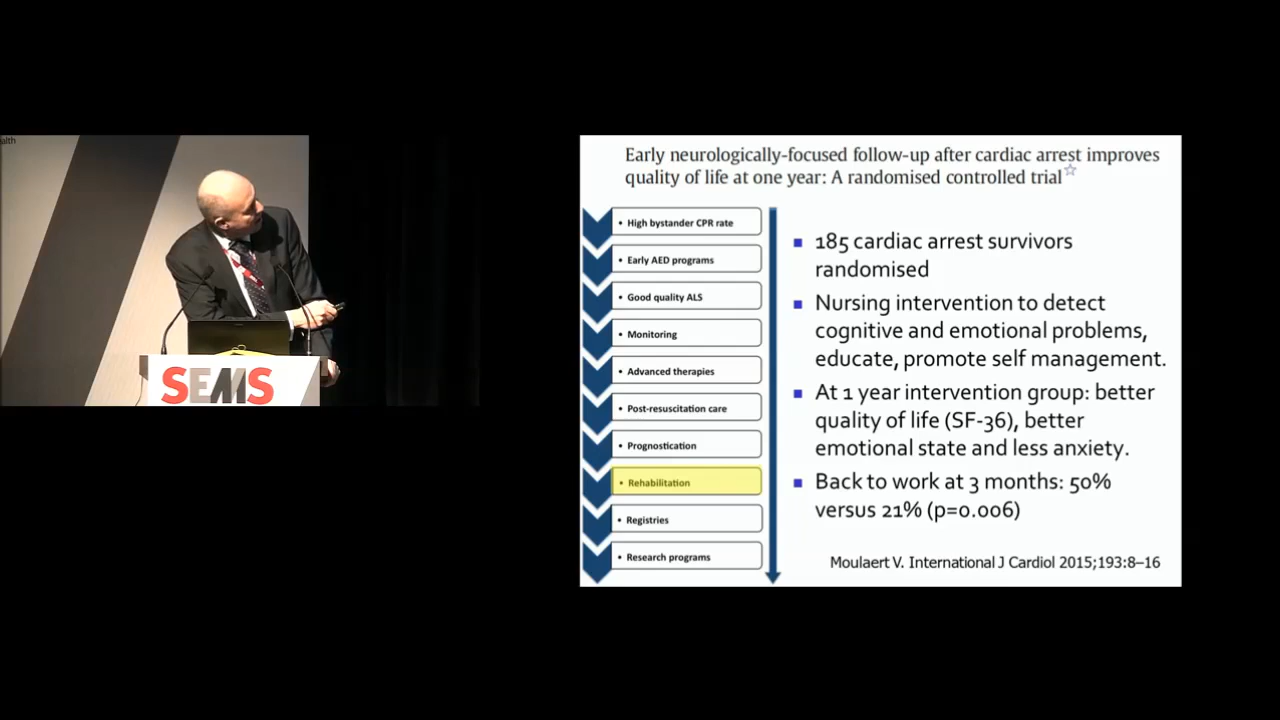 alth
SEMS
Early neurologically-focused follow-up after cardiac arrest improves
quality of life at one year: A randomised controlled trial☆
• High bystander CPR rate
• Early AED programs
• Good quality ALS
• Monitoring
• Advanced therapies
• Post-resuscitation care
• Prognostication
• Rehabilitation
• Registries
• Research programs
▪ 185 cardiac arrest survivors
randomised
▪ Nursing intervention to detect
cognitive and emotional problems,
educate, promote self management.
▪ At 1 year intervention group: better
quality of life (SF-36), better
emotional state and less anxiety.
▪ Back to work at 3 months: 50%
versus 21% (p=0.006)
Moulaert V. International J Cardiol 2015;193:8–16